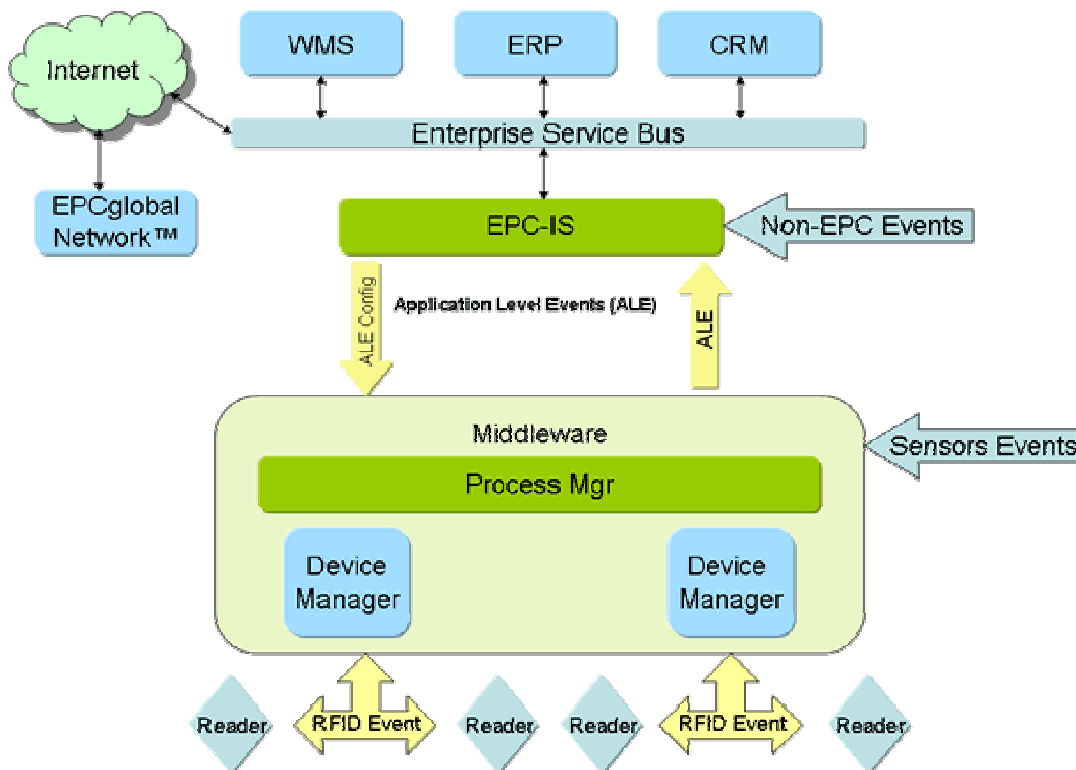 WMS
ERP
CRM
Internet
Enterprise Service Bus
EPCglobal
Network™
EPC-IS
Non-EPC Events
ALE Config
Application Level Events (ALE)
ALE
Middleware
Sensors Events
Process Mgr
Device
Manager
Device
Manager
Reader
RFID Event
Reader
Reader
RFID Event
Reader